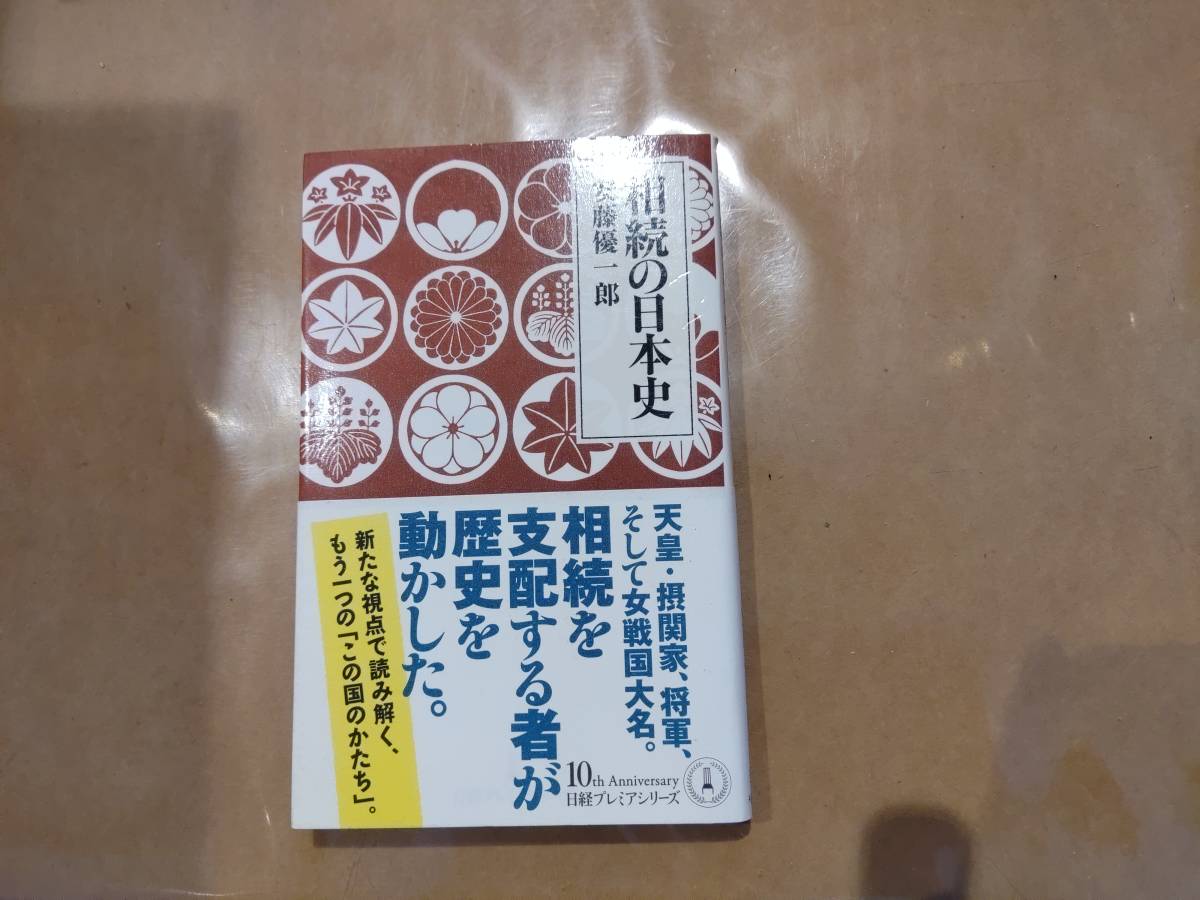 相続の日本史
安藤優一郎
天皇・摂関家、将軍、
そして女戦国大名。
相続を
支配する者が
歴史を
動かした。
新たな視点で読み解く、
もう一つの「この国のかたち」。
10th Anniversary
日経プレミアシリーズ